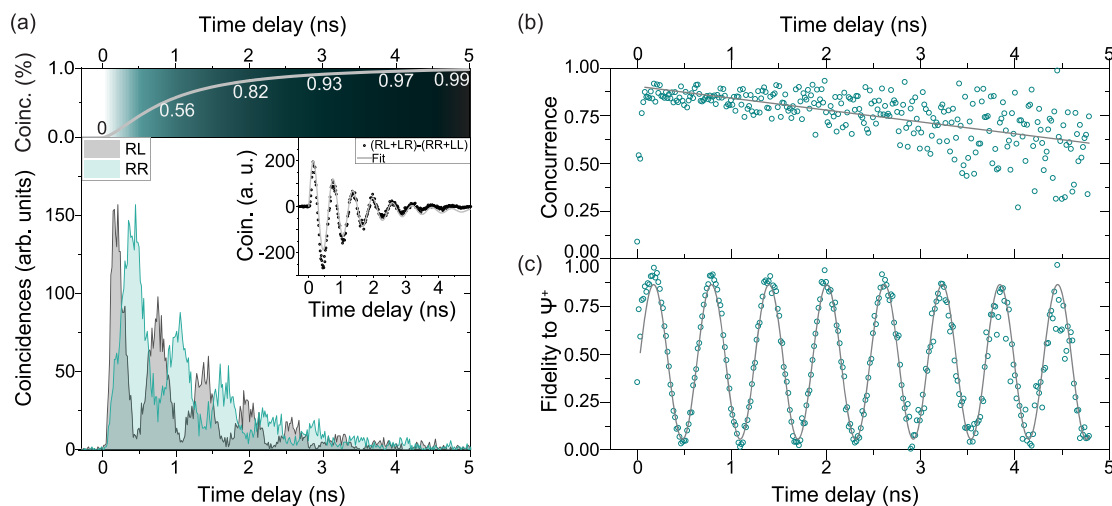 (a)
Time delay (ns)
0 1 2 3 4 5
Coinc. (%)
1.0
0.0
0 0.56 0.82 0.93 0.97 0.99
RL
RR
Coincidences (arb. units)
150
100
50
0
0 1 2 3 4 5
Time delay (ns)
(RL+LR)-(RR+LL)
Fit
Coin. (a. u.)
200
0
-200
0 1 2 3 4
Time delay (ns)
(b)
Time delay (ns)
0 1 2 3 4 5
Concurrence
1.00
0.75
0.50
0.25
0.00
(c)
Fidelity to Ψ⁺
1.00
0.75
0.50
0.25
0.00
0 1 2 3 4 5
Time delay (ns)